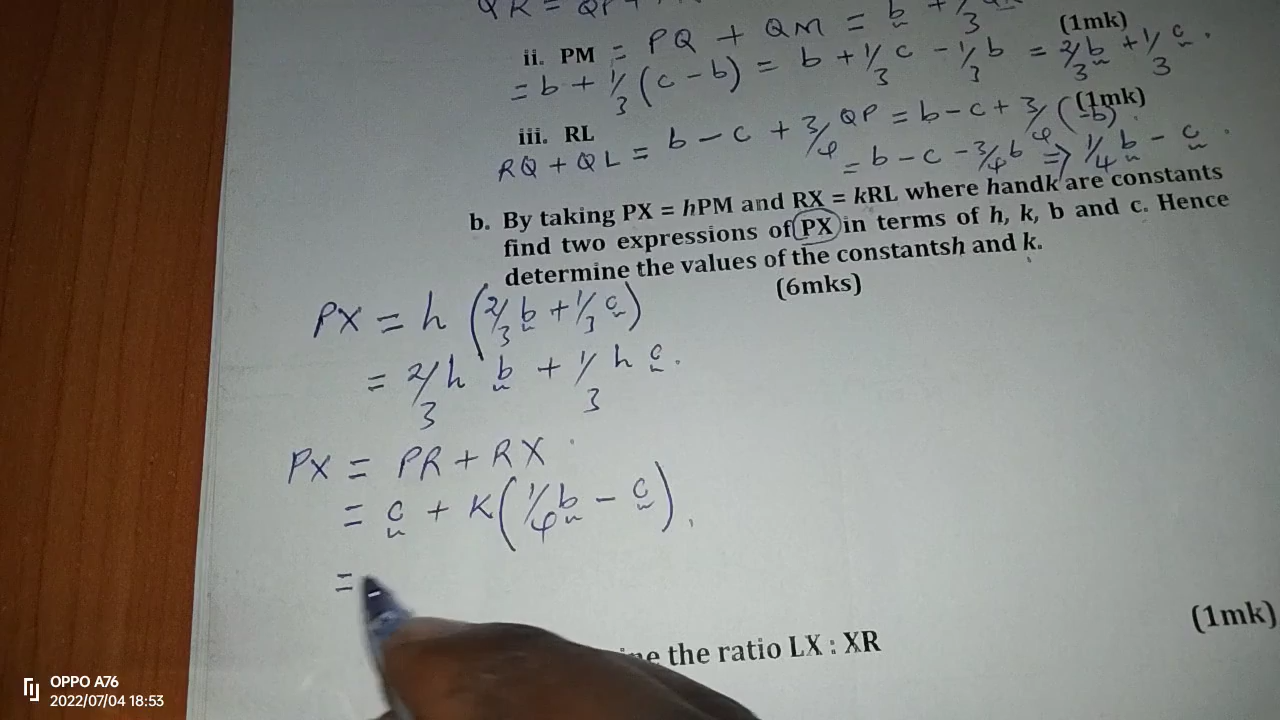 QR = QP +
ii. PM = PQ + QM = b + 1/3 (1mk)
= b + 1/3 (c - b) = b + 1/3 c - 1/3 b = 2/3 b + 1/3 c.
iii. RL (1mk)
RQ + QL = b - c + 3/4 QP = b - c + 3/4 (-b).
= b - c - 3/4 b => 1/4 b - c.
b. By taking PX = hPM and RX = kRL where handk are constants
find two expressions of PX in terms of h, k, b and c. Hence
determine the values of the constantsh and k.
(6mks)
PX = h (2/3 b + 1/3 c)
= 2/3 h b + 1/3 h c.
PX = PR + RX
= c + K(1/4 b - c).
=
(1mk)
the ratio LX : XR
OPPO A76
2022/07/04 18:53